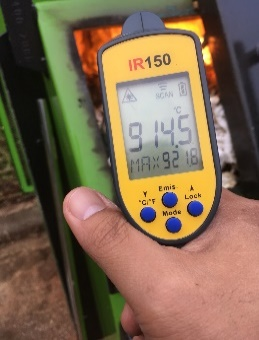 IR150
SCAN
°C
914.5
MAX 921.8
Emis.
°C/°F Lock
Mode